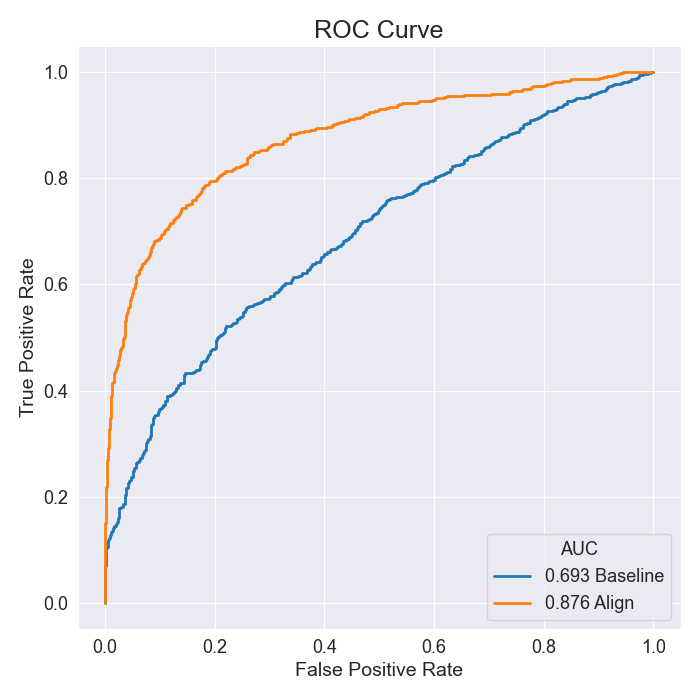 ROC Curve
1.0
0.8
0.6
0.4
0.2
0.0
True Positive Rate
0.0 0.2 0.4 0.6 0.8 1.0
False Positive Rate
AUC
0.693 Baseline
0.876 Align